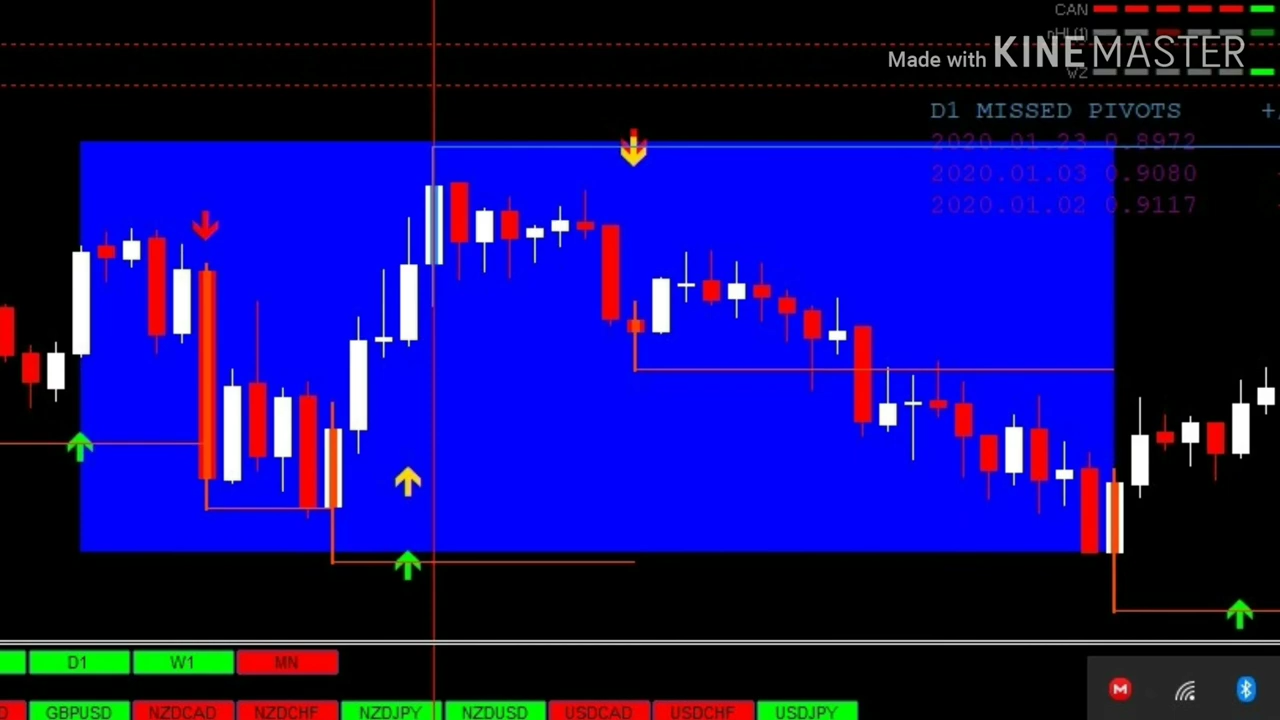 CAN
Made with KINEMASTER
WZ
D1 MISSED PIVOTS
2020.01.23 0.8972
2020.01.03 0.9080
2020.01.02 0.9117
D1 W1 MN
GBPUSD NZDCAD NZDCHF NZDJPY NZDUSD USDCAD USDCHF USDJPY
M